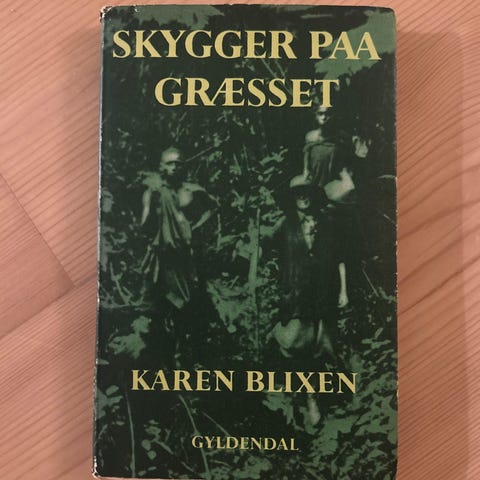 SKYGGER PAA
GRÆSSET
KAREN BLIXEN
GYLDENDAL